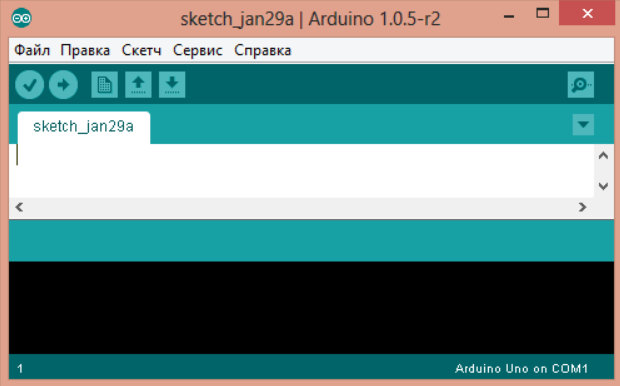 sketch_jan29a | Arduino 1.0.5-r2
Файл Правка Скетч Сервис Справка
sketch_jan29a
1 Arduino Uno on COM1